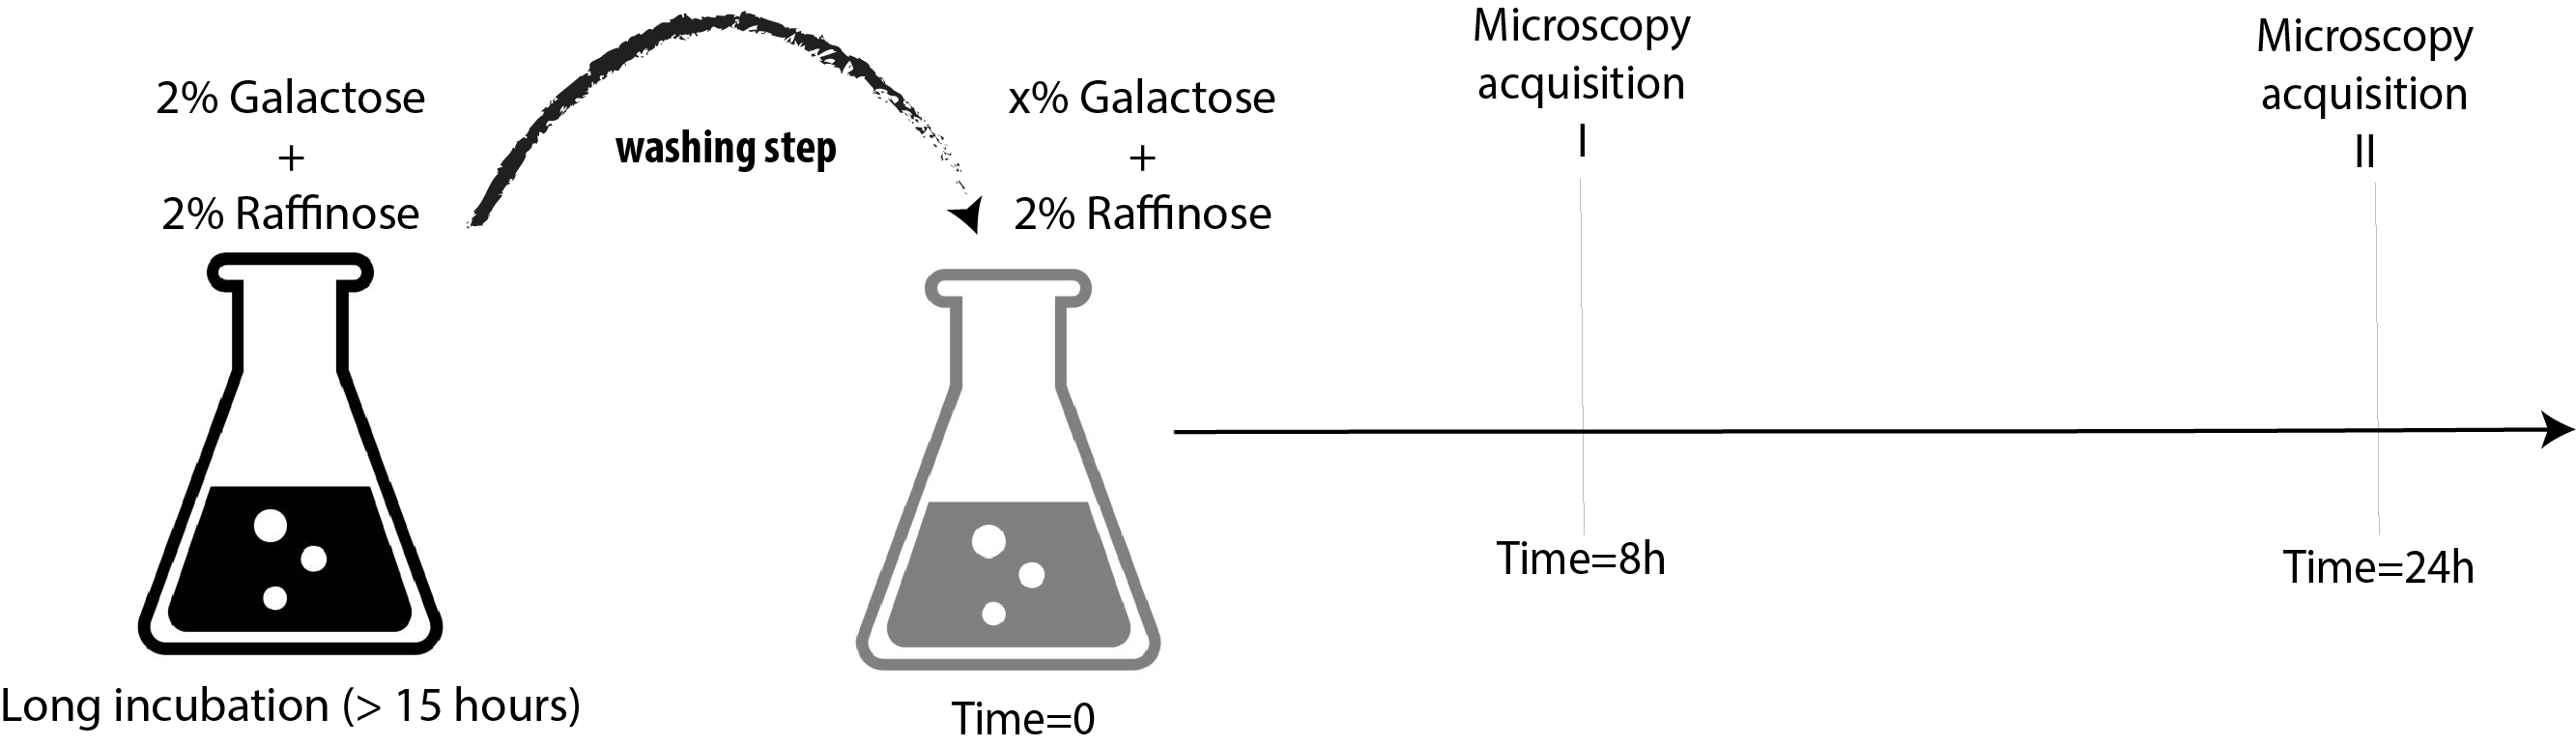 2% Galactose
+
2% Raffinose
Long incubation (> 15 hours)
washing step
x% Galactose
+
2% Raffinose
Time=0
Microscopy
acquisition
I
Time=8h
Microscopy
acquisition
II
Time=24h